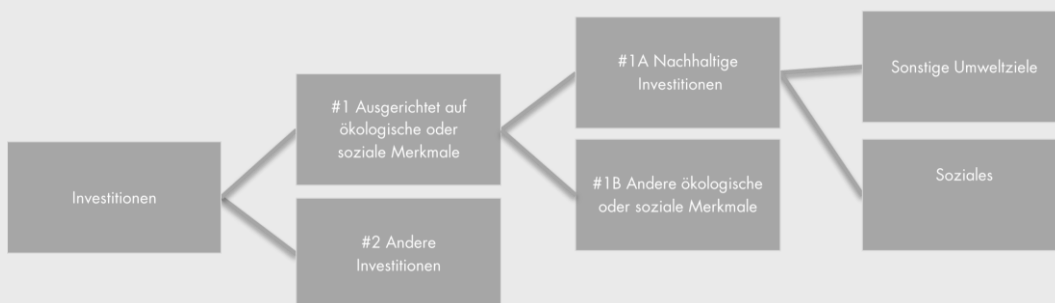 Investitionen
#1 Ausgerichtet auf
ökologische oder
soziale Merkmale
#2 Andere
Investitionen
#1A Nachhaltige
Investitionen
#1B Andere ökologische
oder soziale Merkmale
Sonstige Umweltziele
Soziales